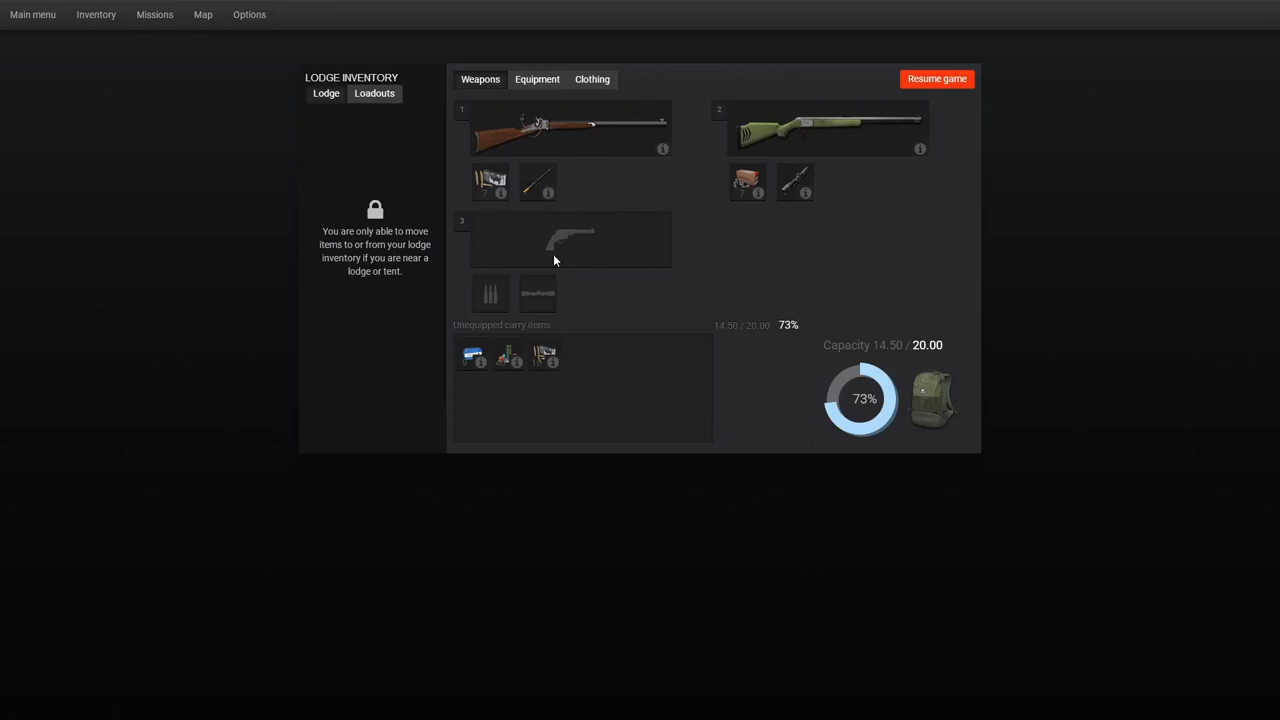 Main menu Inventory Missions Map Options
LODGE INVENTORY
Lodge Loadouts
You are only able to move
items to or from your lodge
inventory if you are near a
lodge or tent.
Weapons Equipment Clothing
Resume game
1
2
7
7
3
Unequipped carry items
14.50 / 20.00 73%
Capacity 14.50 / 20.00
73%